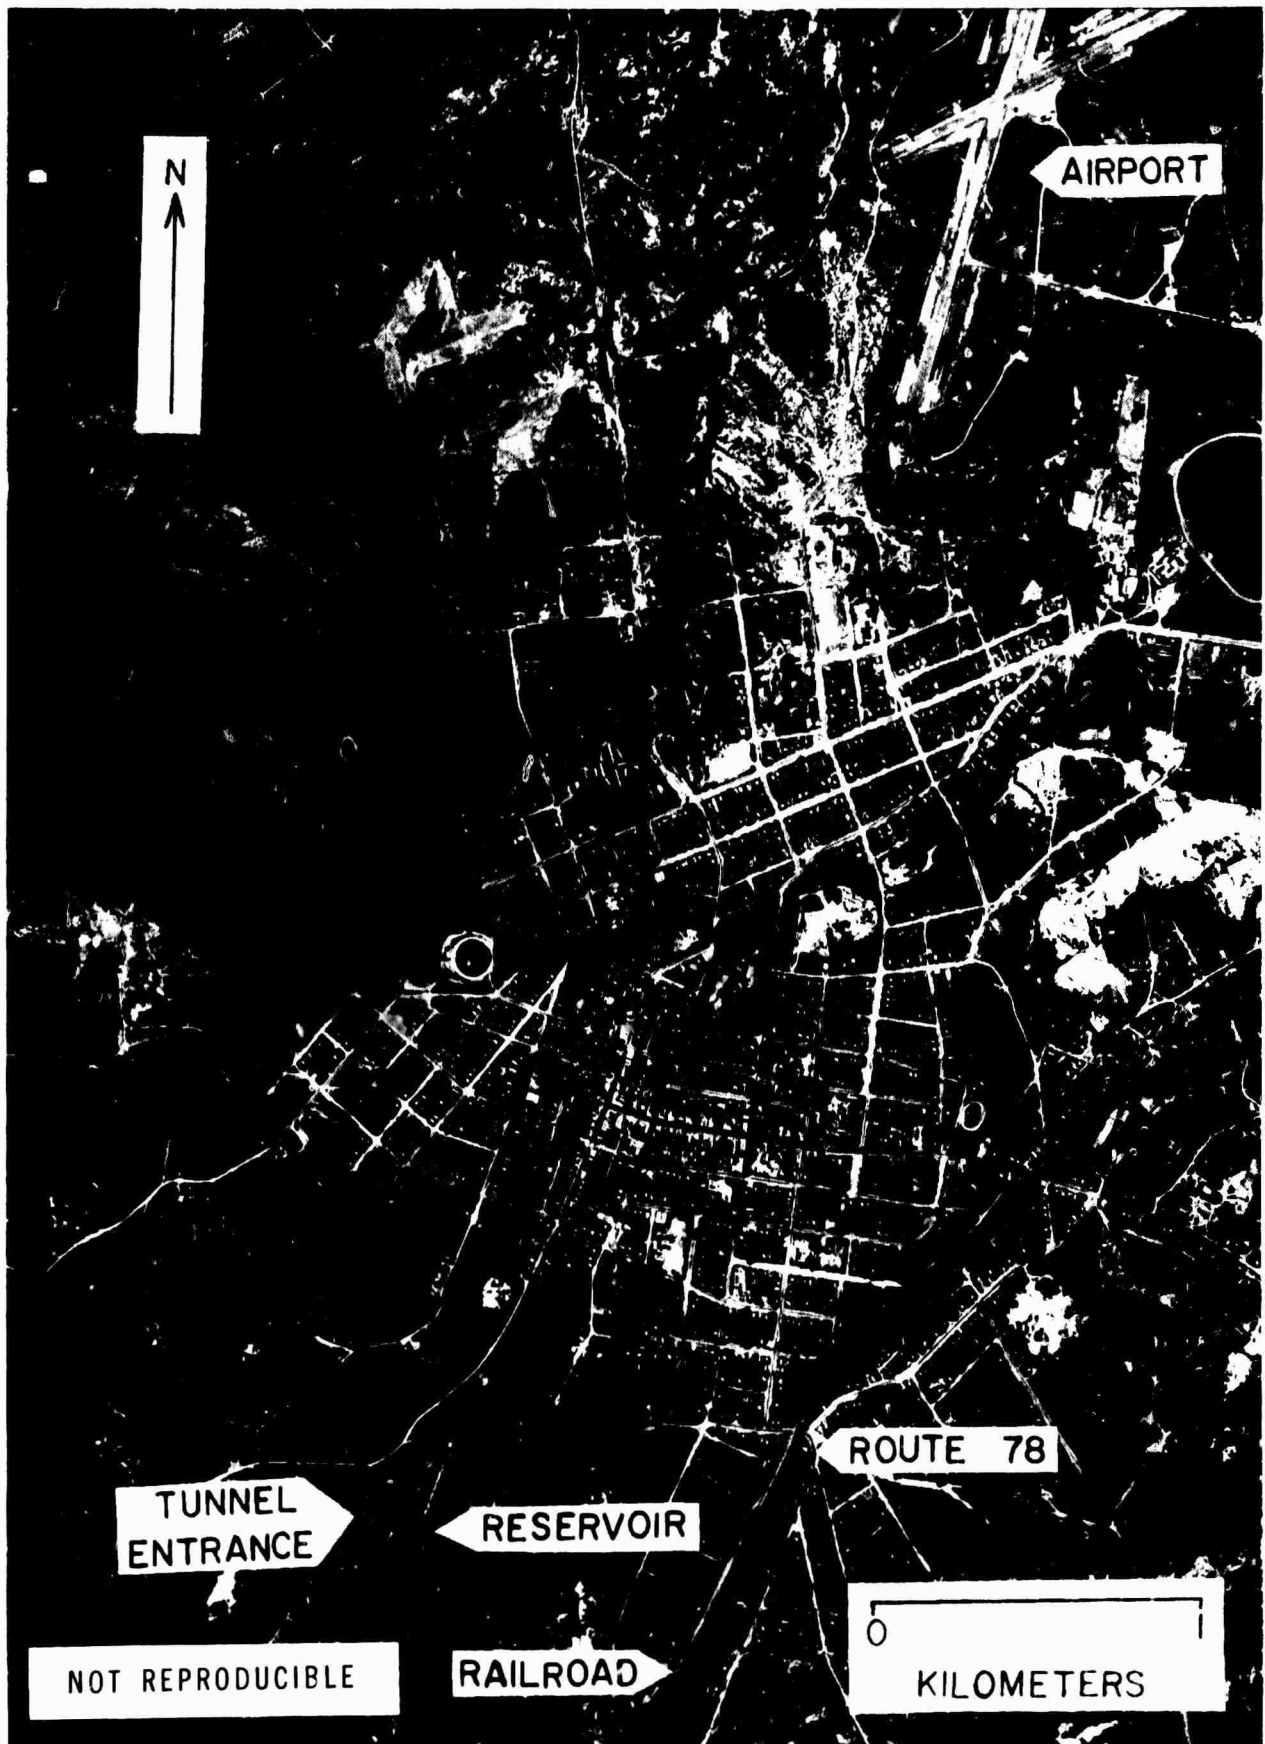 N
AIRPORT
ROUTE 78
TUNNEL
ENTRANCE
RESERVOIR
0 1
KILOMETERS
NOT REPRODUCIBLE
RAILROAD